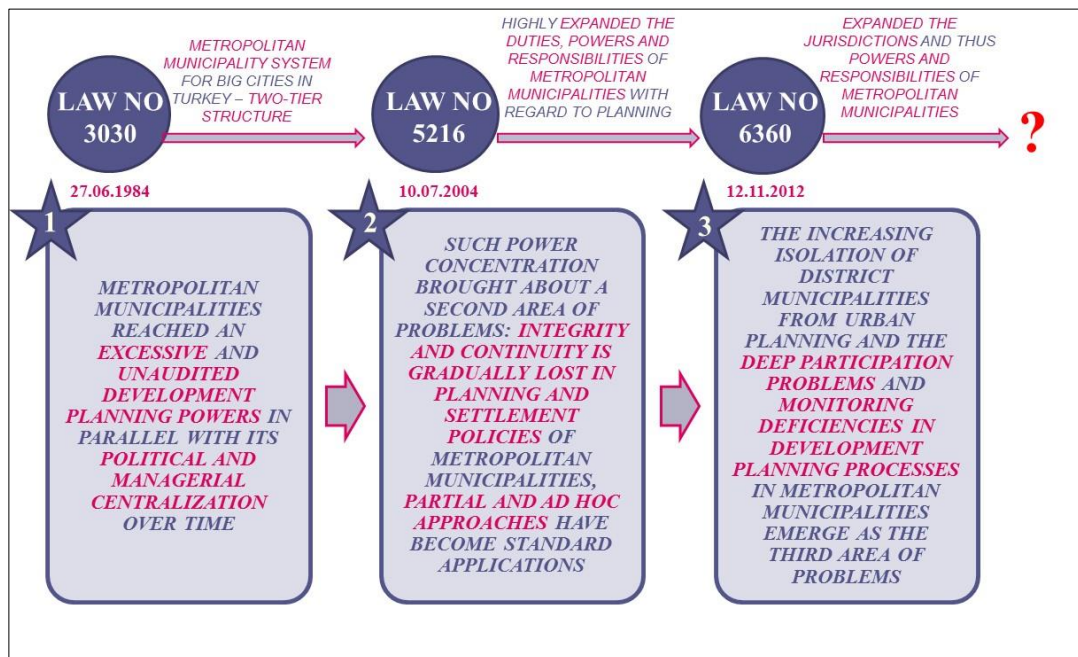 LAW NO
3030
METROPOLITAN
MUNICIPALITY SYSTEM
FOR BIG CITIES IN
TURKEY – TWO-TIER
STRUCTURE
LAW NO
5216
HIGHLY EXPANDED THE
DUTIES, POWERS AND
RESPONSIBILITIES OF
METROPOLITAN
MUNICIPALITIES WITH
REGARD TO PLANNING
LAW NO
6360
EXPANDED THE
JURISDICTIONS AND THUS
POWERS AND
RESPONSIBILITIES OF
METROPOLITAN
MUNICIPALITIES
?
27.06.1984
10.07.2004
12.11.2012
1
METROPOLITAN
MUNICIPALITIES
REACHED AN
EXCESSIVE AND
UNAUDITED
DEVELOPMENT
PLANNING POWERS IN
PARALLEL WITH ITS
POLITICAL AND
MANAGERIAL
CENTRALIZATION
OVER TIME
2
SUCH POWER
CONCENTRATION
BROUGHT ABOUT A
SECOND AREA OF
PROBLEMS: INTEGRITY
AND CONTINUITY IS
GRADUALLY LOST IN
PLANNING AND
SETTLEMENT
POLICIES OF
METROPOLITAN
MUNICIPALITIES,
PARTIAL AND AD HOC
APPROACHES HAVE
BECOME STANDARD
APPLICATIONS
3
THE INCREASING
ISOLATION OF
DISTRICT
MUNICIPALITIES
FROM URBAN
PLANNING AND THE
DEEP PARTICIPATION
PROBLEMS AND
MONITORING
DEFICIENCIES IN
DEVELOPMENT
PLANNING PROCESSES
IN METROPOLITAN
MUNICIPALITIES
EMERGE AS THE
THIRD AREA OF
PROBLEMS